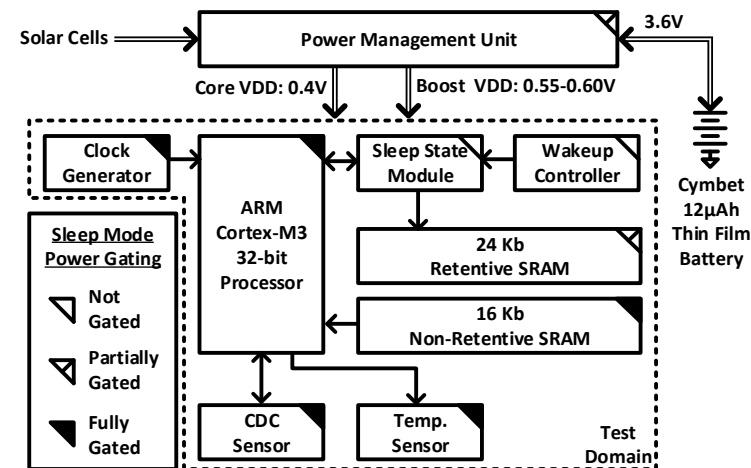 Solar Cells
Power Management Unit
3.6V
Core VDD: 0.4V
Boost VDD: 0.55-0.60V
Clock
Generator
ARM
Cortex-M3
32-bit
Processor
Sleep State
Module
Wakeup
Controller
Cymbet
12µAh
Thin Film
Battery
24 Kb
Retentive SRAM
16 Kb
Non-Retentive SRAM
Sleep Mode
Power Gating
Not
Gated
Partially
Gated
Fully
Gated
CDC
Sensor
Temp.
Sensor
Test
Domain